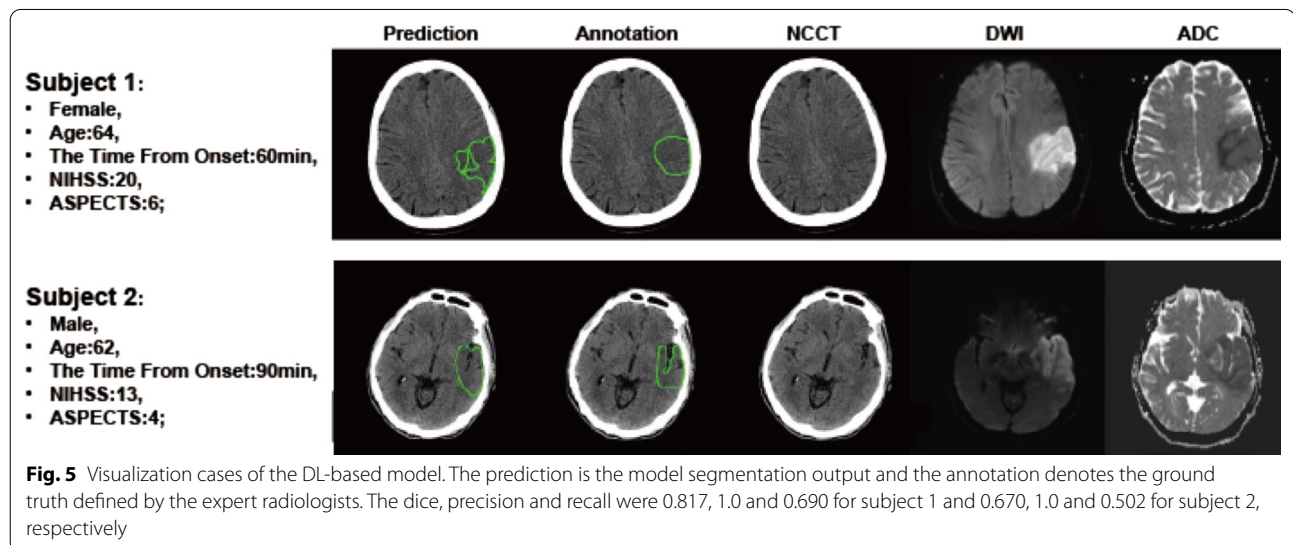 Prediction Annotation NCCT DWI ADC
Subject 1:
• Female,
• Age:64,
• The Time From Onset:60min,
• NIHSS:20,
• ASPECTS:6;
Subject 2:
• Male,
• Age:62,
• The Time From Onset:90min,
• NIHSS:13,
• ASPECTS:4;
Fig. 5 Visualization cases of the DL-based model. The prediction is the model segmentation output and the annotation denotes the ground
truth defined by the expert radiologists. The dice, precision and recall were 0.817, 1.0 and 0.690 for subject 1 and 0.670, 1.0 and 0.502 for subject 2,
respectively